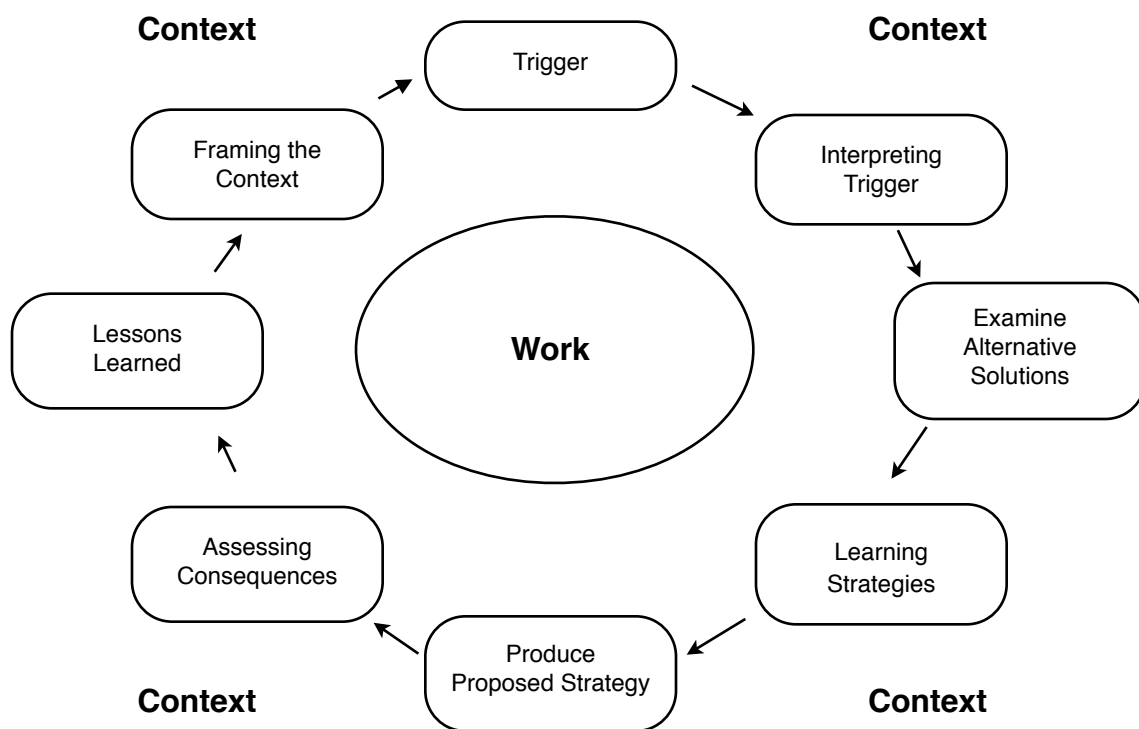 Context
Context
Trigger
Interpreting
Trigger
Examine
Alternative
Solutions
Learning
Strategies
Produce
Proposed Strategy
Assessing
Consequences
Lessons
Learned
Framing the
Context
Work
Context
Context